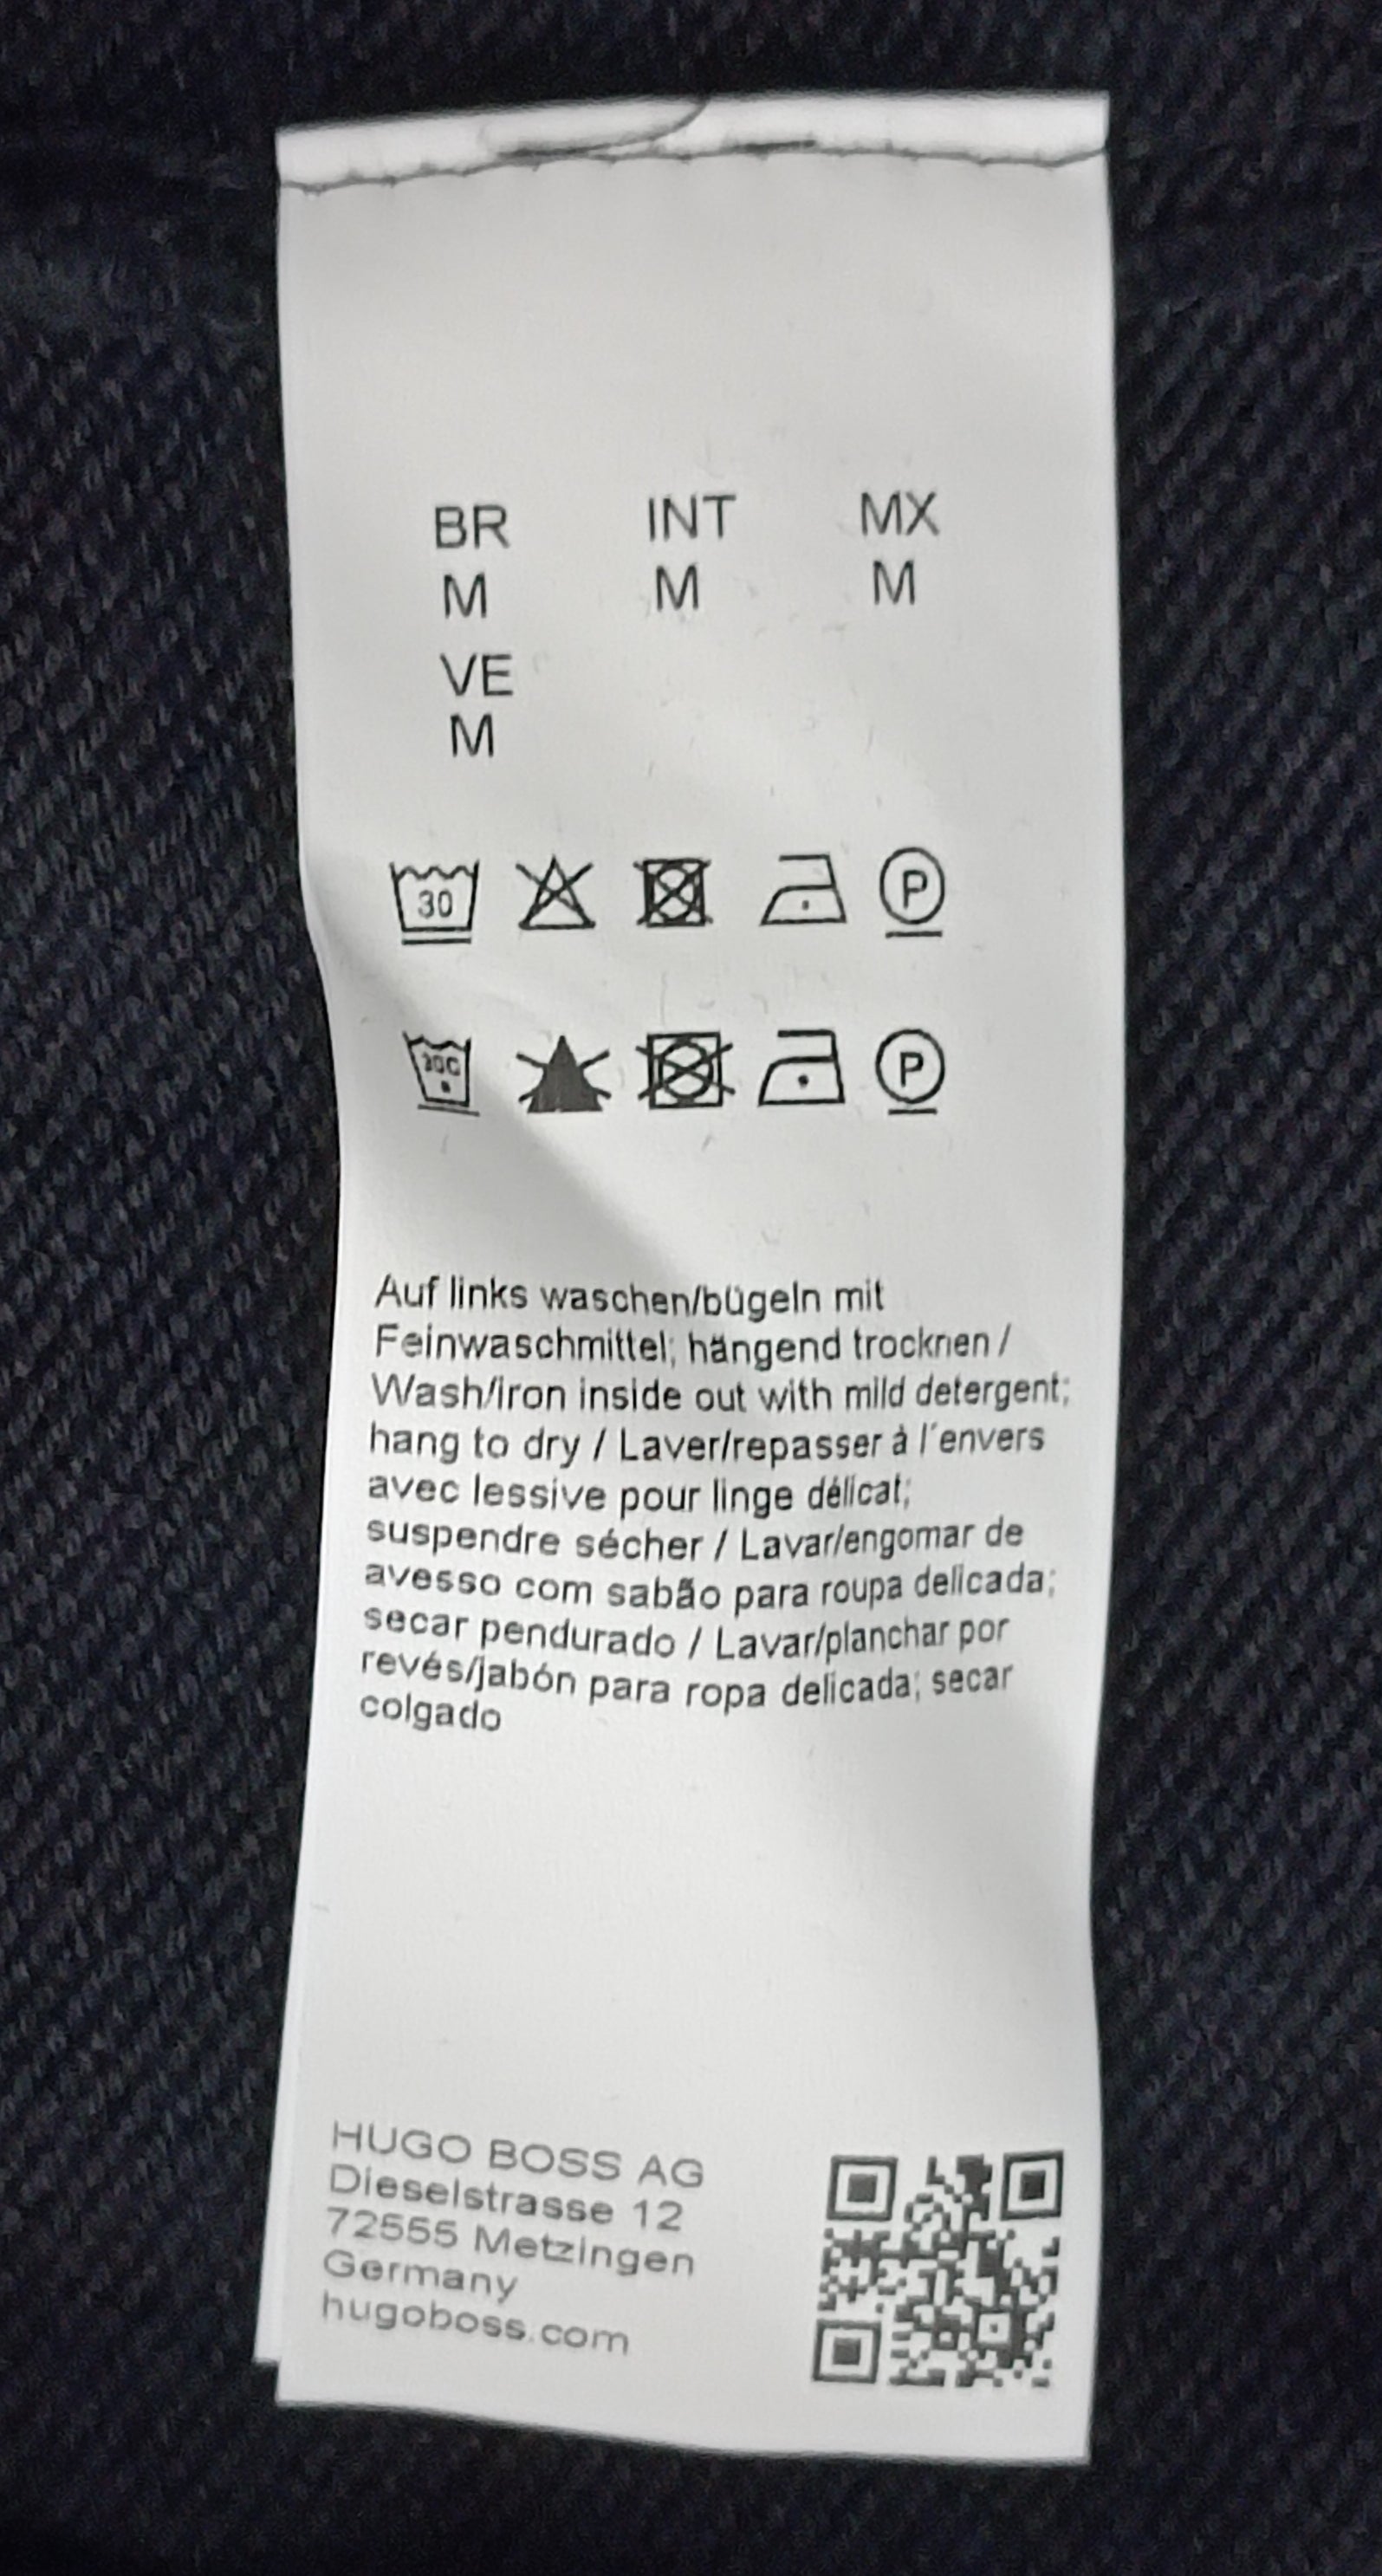 BR INT MX
M M M
VE
M
30 P
30C P
Auf links waschen/bügeln mit
Feinwaschmittel; hängend trocknen /
Wash/iron inside out with mild detergent;
hang to dry / Laver/repasser à l´envers
avec lessive pour linge délicat;
suspendre sécher / Lavar/engomar de
avesso com sabão para roupa delicada;
secar pendurado / Lavar/planchar por
revés/jabón para ropa delicada; secar
colgado
HUGO BOSS AG
Dieselstrasse 12
72555 Metzingen
Germany
hugoboss.com